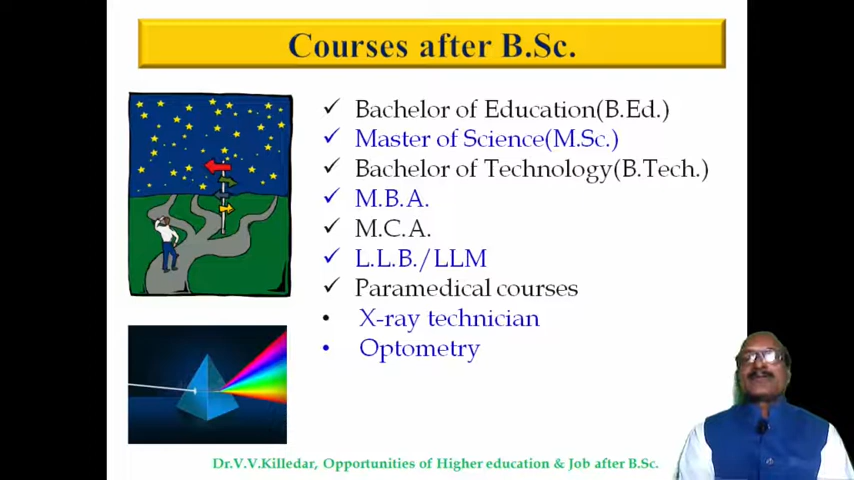 Courses after B.Sc.
✓ Bachelor of Education(B.Ed.)
✓ Master of Science(M.Sc.)
✓ Bachelor of Technology(B.Tech.)
✓ M.B.A.
✓ M.C.A.
✓ L.L.B./LLM
✓ Paramedical courses
• X-ray technician
• Optometry
Dr.V.V.Killedar, Opportunities of Higher education & Job after B.Sc.